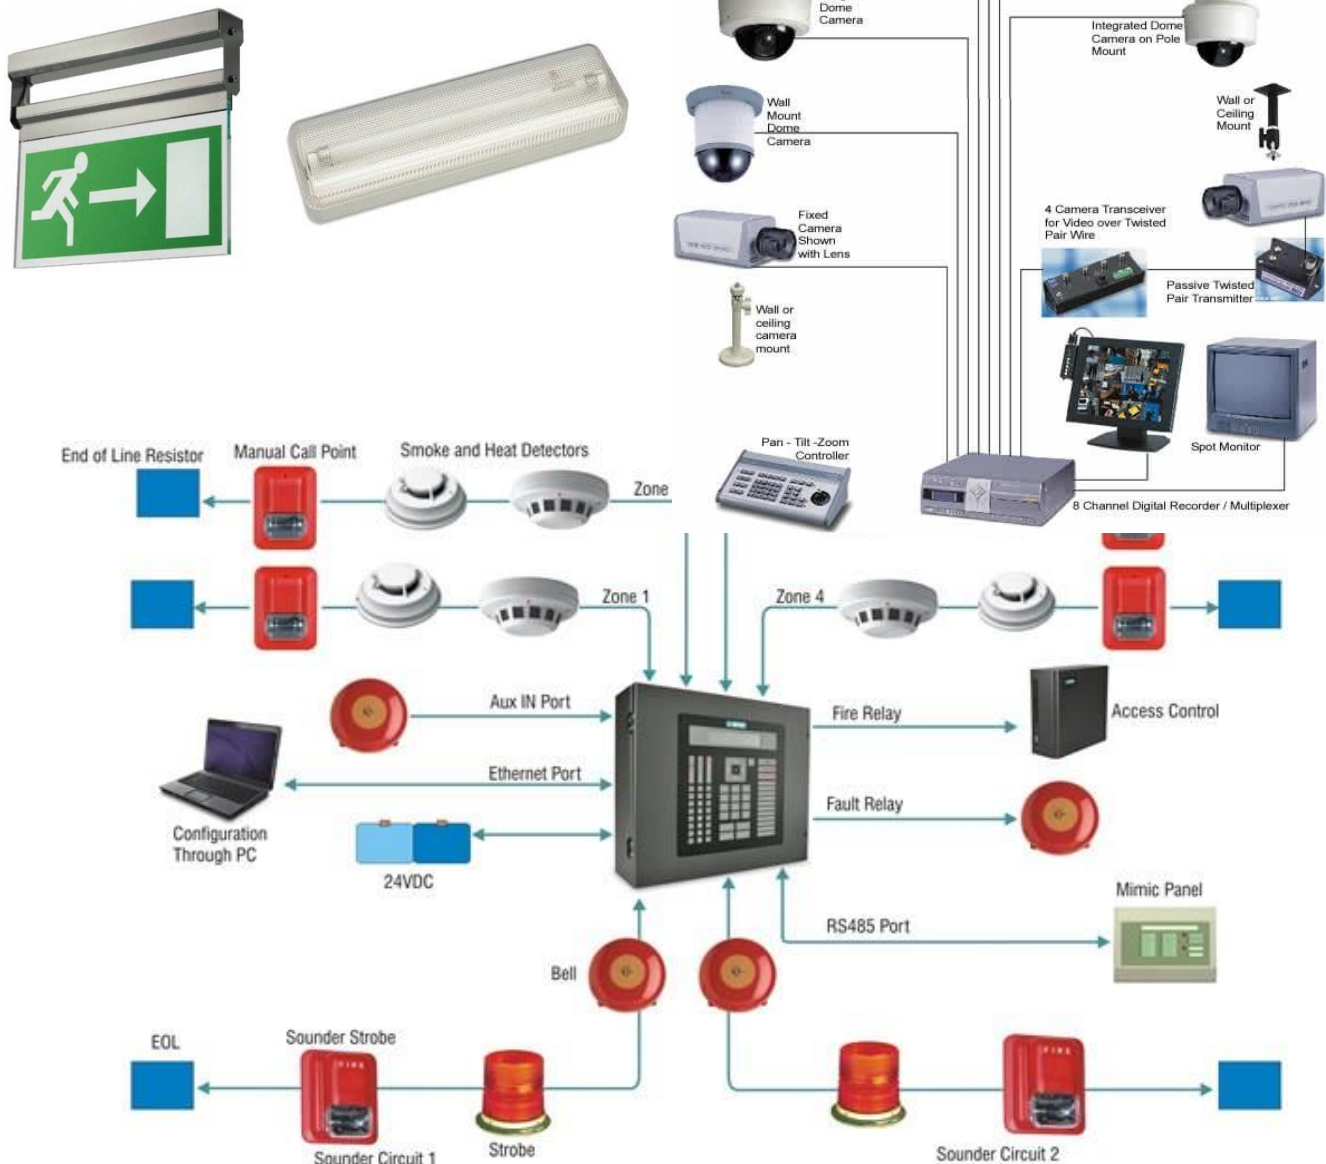 Dome
Camera
Integrated Dome
Camera on Pole
Mount
Wall
Mount
Dome
Camera
Wall or
Ceiling
Mount
Fixed
Camera
Shown
with Lens
4 Camera Transceiver
for Video over Twisted
Pair Wire
Passive Twisted
Pair Transmitter
Wall or
ceiling
camera
mount
Pan - Tilt -Zoom
Controller
Spot Monitor
8 Channel Digital Recorder / Multiplexer
End of Line Resistor
Manual Call Point
Smoke and Heat Detectors
Zone
Zone 1
Zone 4
Aux IN Port
Fire Relay
Access Control
Ethernet Port
Fault Relay
Configuration
Through PC
24VDC
Mimic Panel
RS485 Port
Bell
EOL
Sounder Strobe
FIRE
FIRE
Strobe
Sounder Circuit 1
Sounder Circuit 2